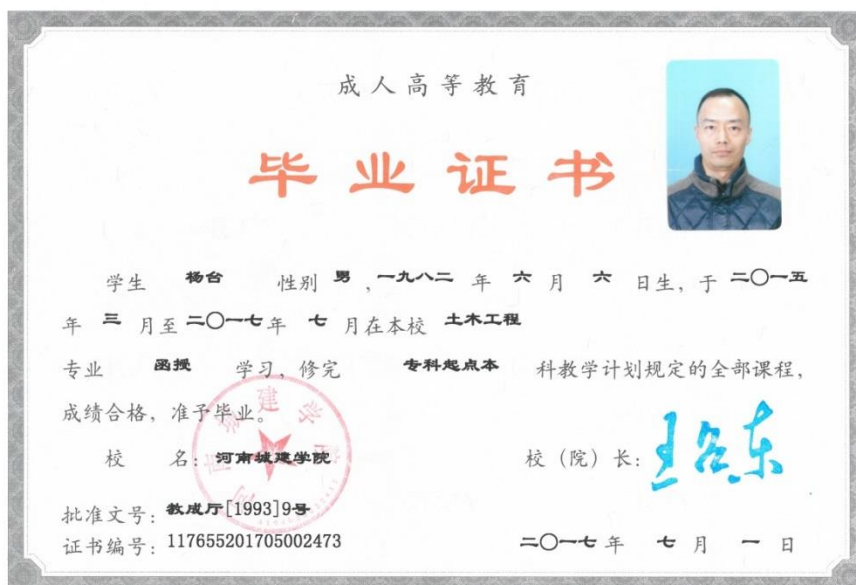 成人高等教育
毕业证书
学生 杨台 性别 男 ,一九八二 年 六 月 六 日生, 于 二〇一五
年 三 月至 二〇一七 年 七 月在本校 土木工程
专业 函授 学习, 修完 专科起点本 科教学计划规定的全部课程,
成绩合格, 准予毕业。
校 名: 河南城建学院 校 (院) 长:
批准文号: 教成厅[1993]9号
证书编号: 117655201705002473 二〇一七 年 七 月 一 日
河南城建学院